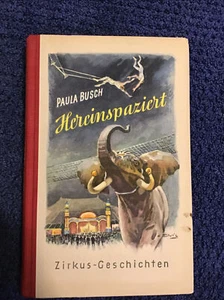 PAULA BUSCH
Hereinspaziert
Zirkus-Geschichten